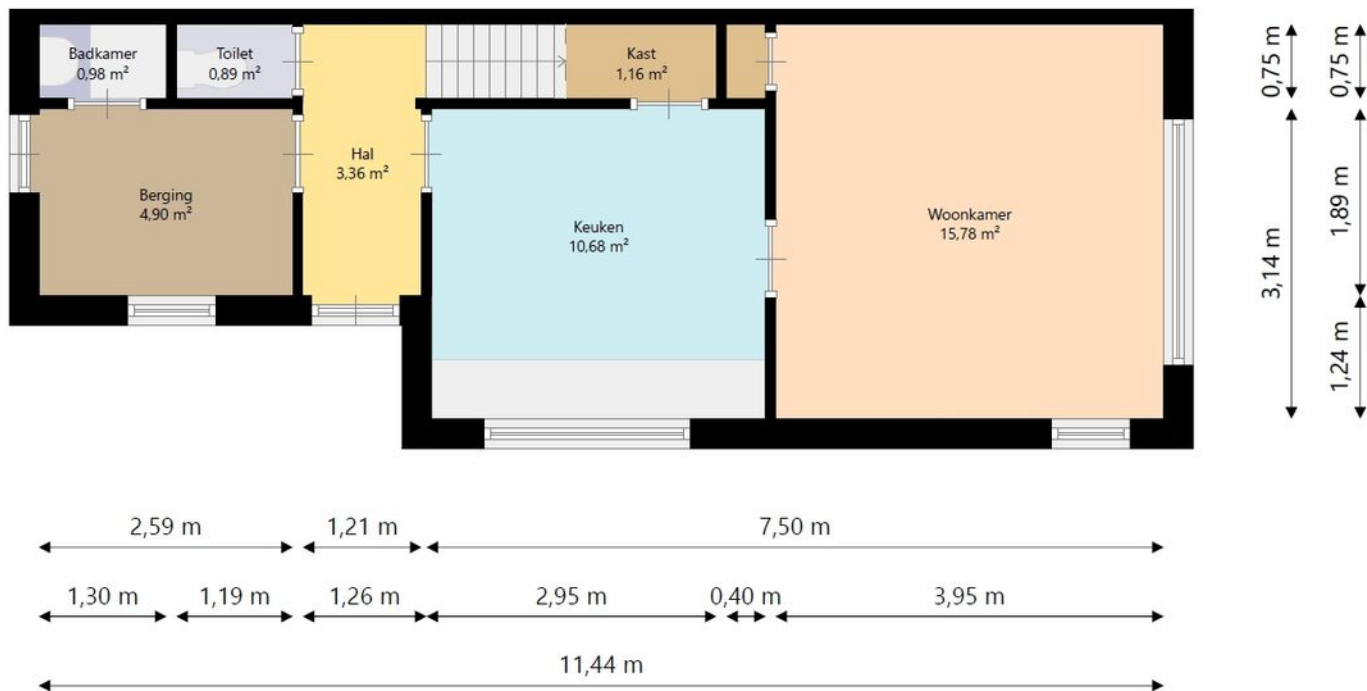 Badkamer
0,98 m²
Toilet
0,89 m²
Kast
1,16 m²
Hal
3,36 m²
Berging
4,90 m²
Keuken
10,68 m²
Woonkamer
15,78 m²
0,75 m
0,75 m
3,14 m
1,89 m
1,24 m
2,59 m
1,21 m
7,50 m
1,30 m
1,19 m
1,26 m
2,95 m
0,40 m
3,95 m
11,44 m